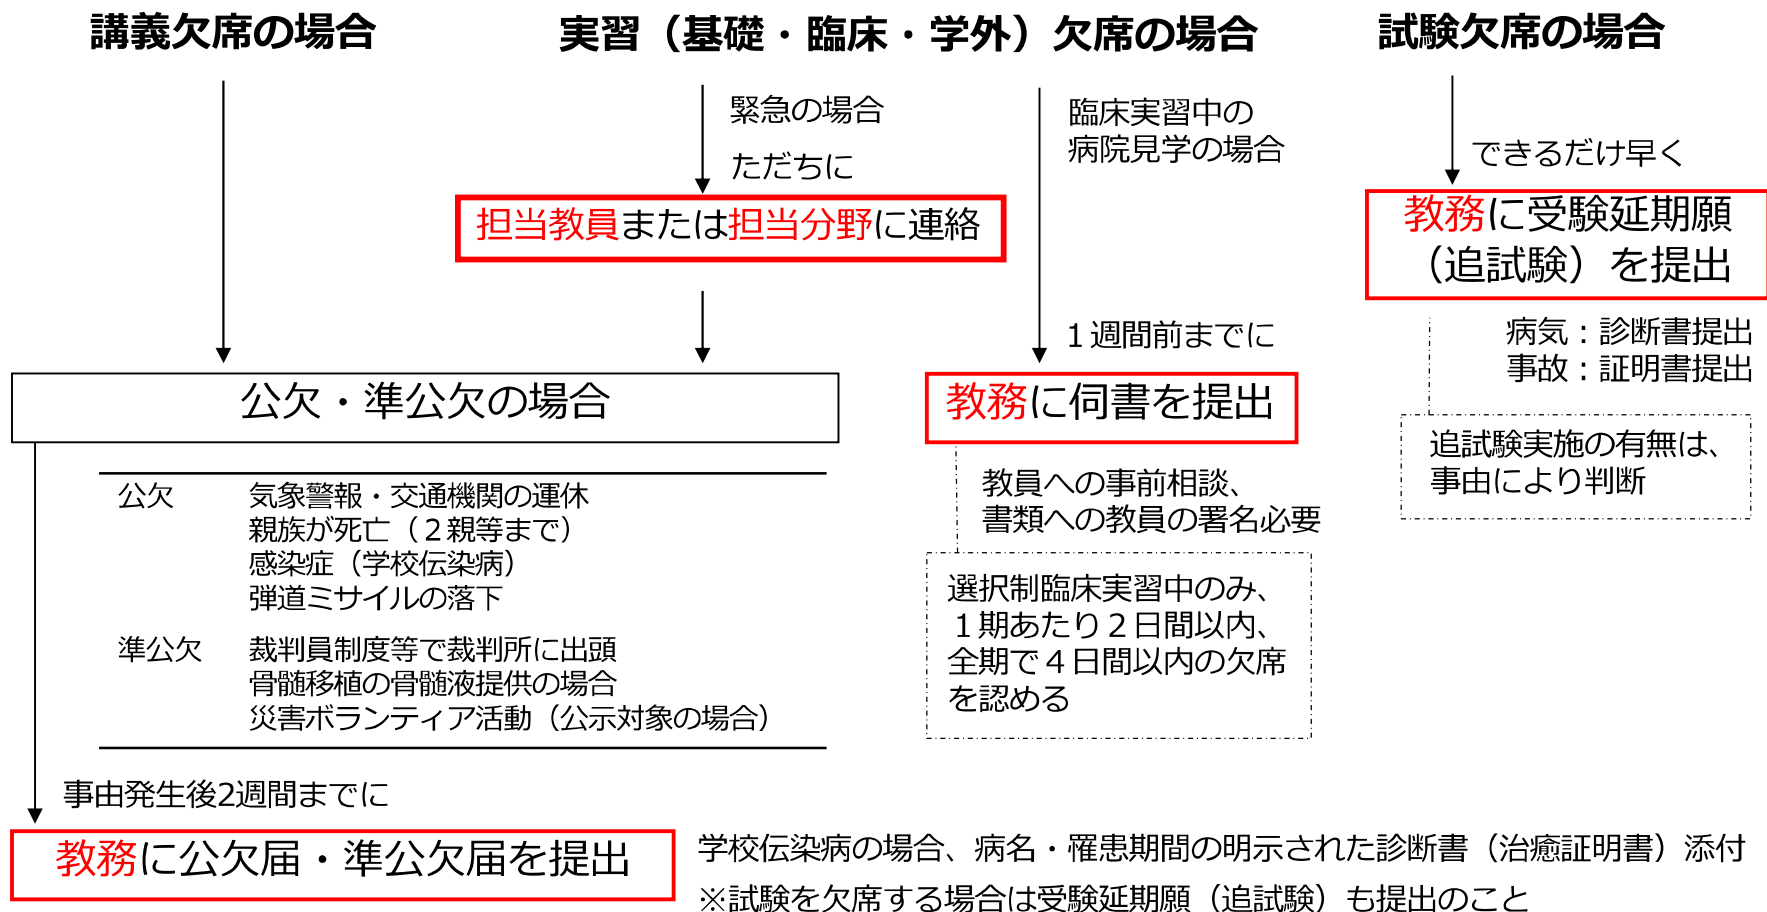 講義欠席の場合
実習（基礎・臨床・学外）欠席の場合
試験欠席の場合
緊急の場合
ただちに
臨床実習中の
病院見学の場合
できるだけ早く
担当教員または担当分野に連絡
教務に受験延期願
（追試験）を提出
１週間前までに
病気：診断書提出
事故：証明書提出
公欠・準公欠の場合
教務に伺書を提出
追試験実施の有無は、
事由により判断
教員への事前相談、
書類への教員の署名必要
公欠 気象警報・交通機関の運休
親族が死亡（２親等まで）
感染症（学校伝染病）
弾道ミサイルの落下
準公欠 裁判員制度等で裁判所に出頭
骨髄移植の骨髄液提供の場合
災害ボランティア活動（公示対象の場合）
選択制臨床実習中のみ、
１期あたり２日間以内、
全期で４日間以内の欠席
を認める
事由発生後2週間までに
教務に公欠届・準公欠届を提出
学校伝染病の場合、病名・罹患期間の明示された診断書（治癒証明書）添付
※試験を欠席する場合は受験延期願（追試験）も提出のこと